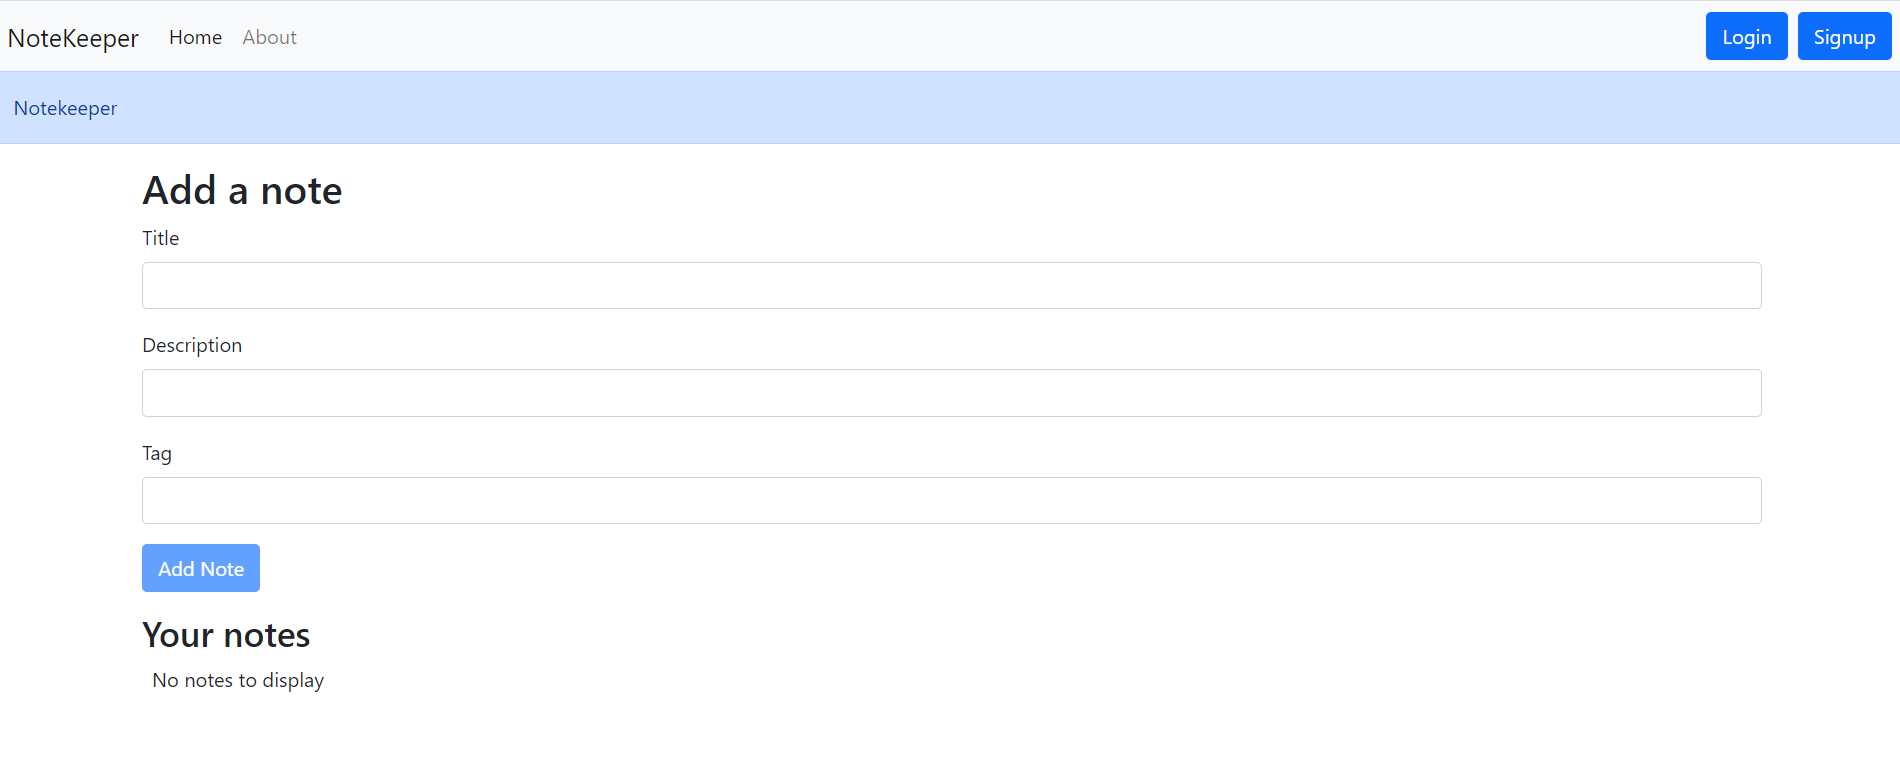 NoteKeeper Home About Login Signup
Notekeeper
Add a note
Title
Description
Tag
Add Note
Your notes
No notes to display